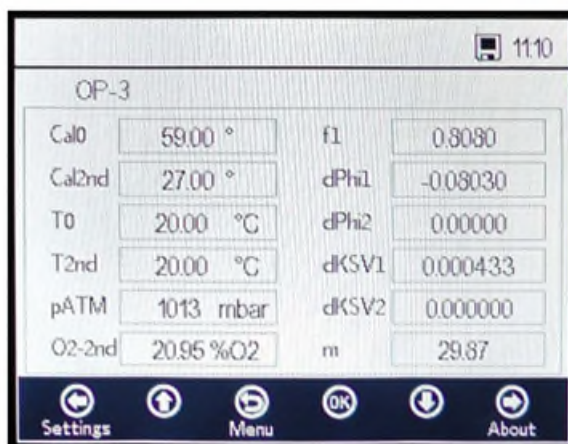 11:10
OP-3
Cal0 59.00 ° f1 0.8080
Cal2nd 27.00 ° dPhi1 -0.08030
T0 20.00 °C dPhi2 0.00000
T2nd 20.00 °C dKSV1 0.000433
pATM 1013 mbar dKSV2 0.000000
O2-2nd 20.95 %O2 m 29.87
OK
Settings Menu About